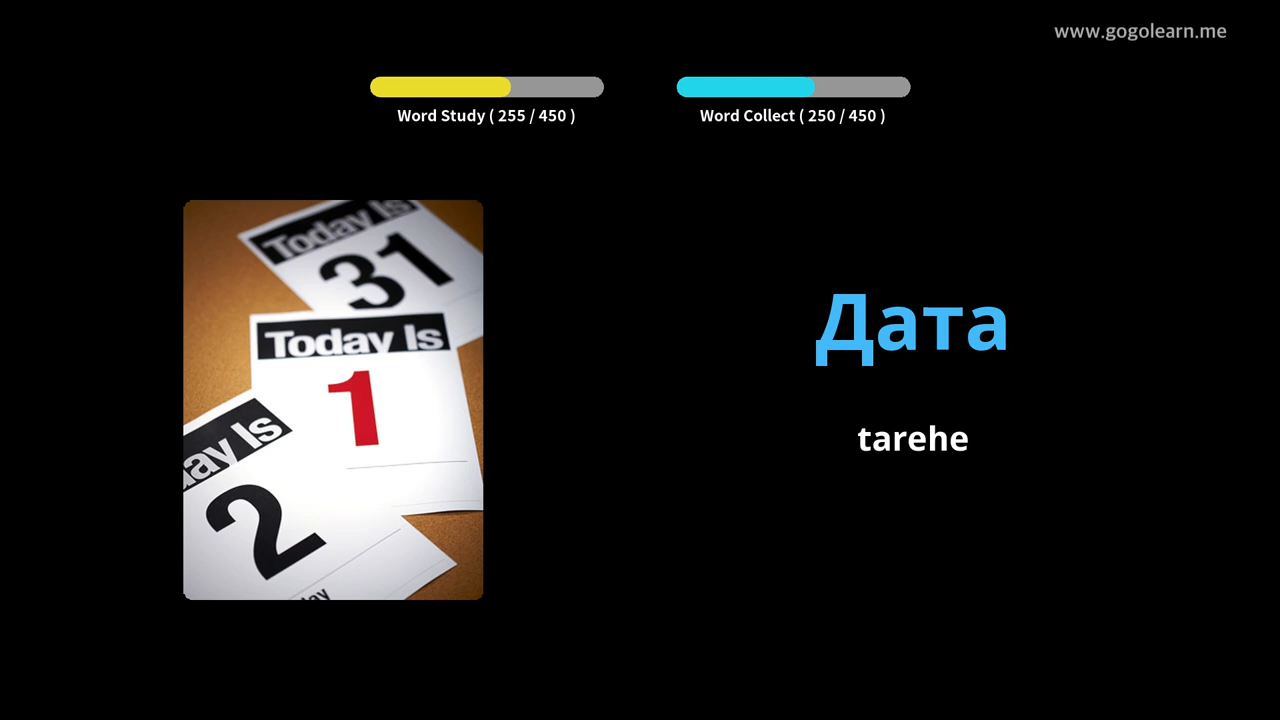 www.gogolearn.me
Word Study ( 255 / 450 )
Word Collect ( 250 / 450 )
Today Is
31
Today Is
1
ay Is
2
Дата
tarehe